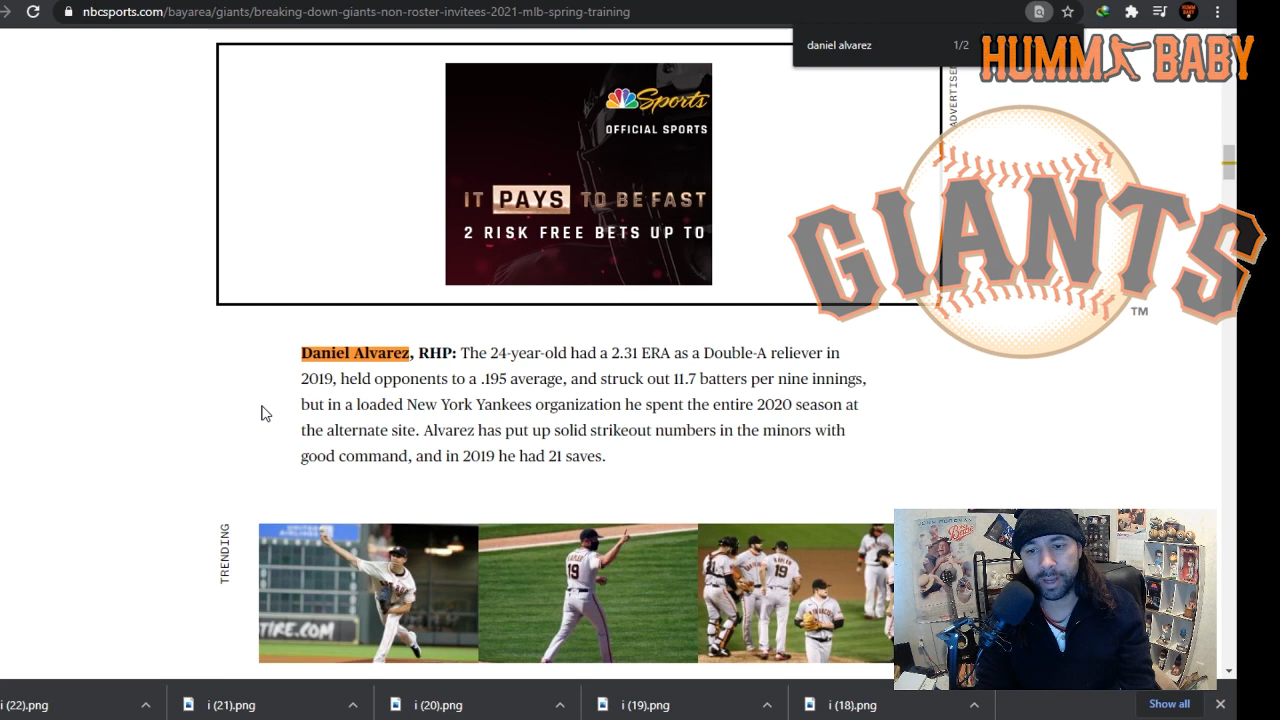 nbcsports.com/bayarea/giants/breaking-down-giants-non-roster-invitees-2021-mlb-spring-training
daniel alvarez 1/2
HUMM BABY
ADVERTISE
Sports
OFFICIAL SPORTS
IT PAYS TO BE FAST
2 RISK FREE BETS UP TO
GIANTS
TM
Daniel Alvarez, RHP: The 24-year-old had a 2.31 ERA as a Double-A reliever in
2019, held opponents to a .195 average, and struck out 11.7 batters per nine innings,
but in a loaded New York Yankees organization he spent the entire 2020 season at
the alternate site. Alvarez has put up solid strikeout numbers in the minors with
good command, and in 2019 he had 21 saves.
TRENDING
TIRE.COM
19
19
i (22).png
i (21).png
i (20).png
i (19).png
i (18).png
Show all